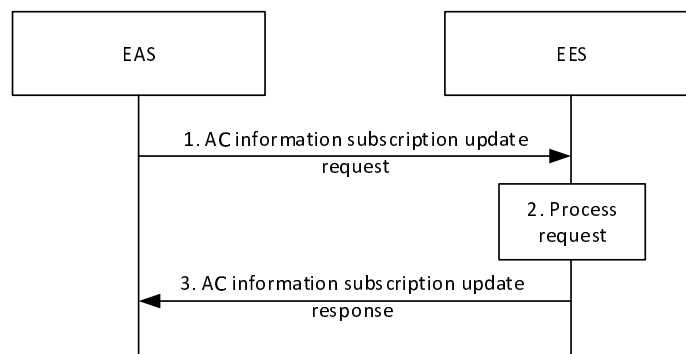 EAS
EES
1. AC information subscription update
request
2. Process
request
3. AC information subscription update
response